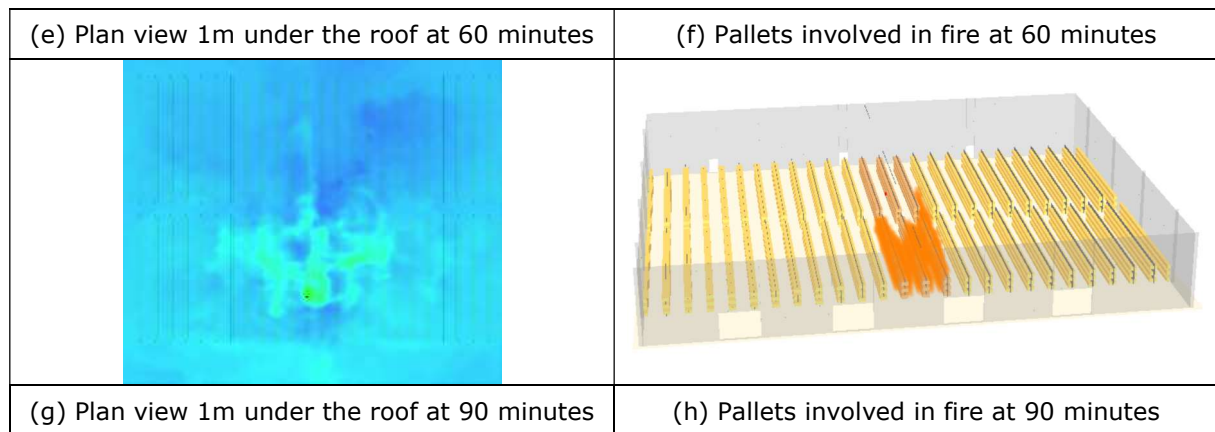 (e) Plan view 1m under the roof at 60 minutes
(f) Pallets involved in fire at 60 minutes
(g) Plan view 1m under the roof at 90 minutes
(h) Pallets involved in fire at 90 minutes